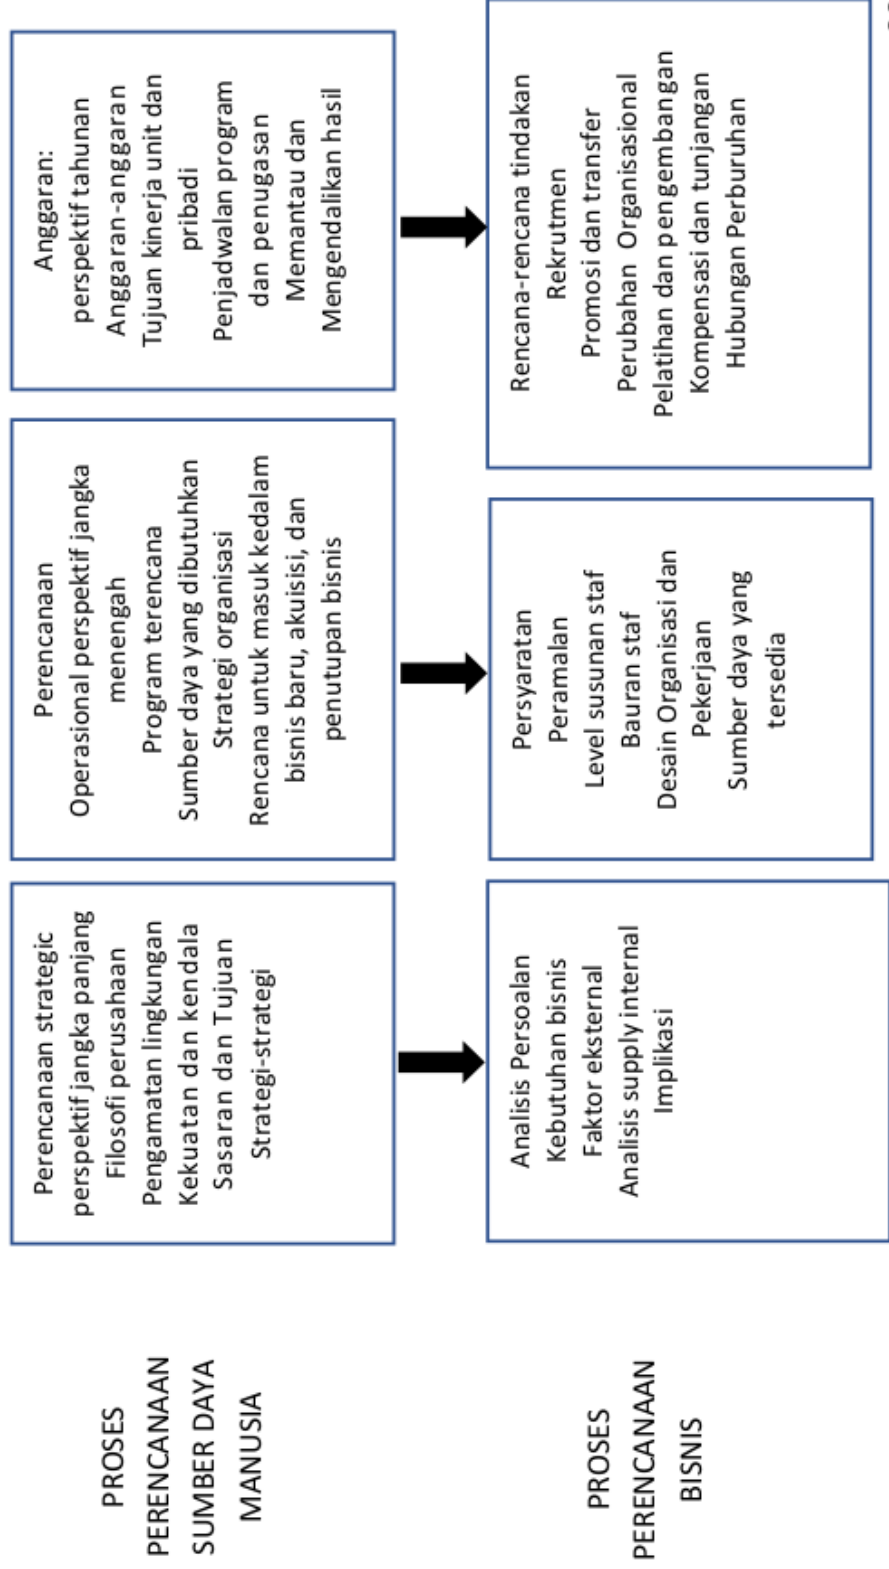 PROSES
PERENCANAAN
SUMBER DAYA
MANUSIA
Perencanaan strategic
perspektif jangka panjang
Filosofi perusahaan
Pengamatan lingkungan
Kekuatan dan kendala
Sasaran dan Tujuan
Strategi-strategi
Perencanaan
Operasional perspektif jangka
menengah
Program terencana
Sumber daya yang dibutuhkan
Strategi organisasi
Rencana untuk masuk kedalam
bisnis baru, akuisisi, dan
penutupan bisnis
Anggaran:
perspektif tahunan
Anggaran-anggaran
Tujuan kinerja unit dan
pribadi
Penjadwalan program
dan penugasan
Memantau dan
Mengendalikan hasil
PROSES
PERENCANAAN
BISNIS
Analisis Persoalan
Kebutuhan bisnis
Faktor eksternal
Analisis supply internal
Implikasi
Persyaratan
Peramalan
Level susunan staf
Bauran staf
Desain Organisasi dan
Pekerjaan
Sumber daya yang
tersedia
Rencana-rencana tindakan
Rekrutmen
Promosi dan transfer
Perubahan Organisasional
Pelatihan dan pengembangan
Kompensasi dan tunjangan
Hubungan Perburuhan